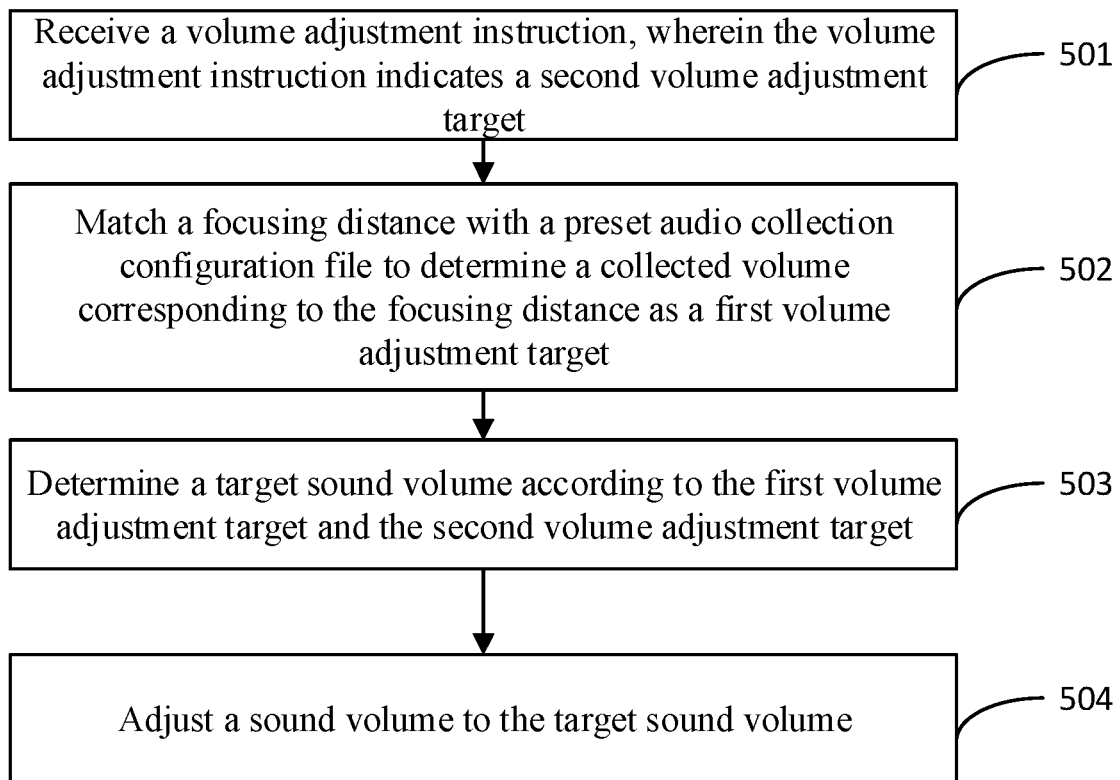 Receive a volume adjustment instruction, wherein the volume
adjustment instruction indicates a second volume adjustment
target
501
Match a focusing distance with a preset audio collection
configuration file to determine a collected volume
corresponding to the focusing distance as a first volume
adjustment target
502
Determine a target sound volume according to the first volume
adjustment target and the second volume adjustment target
503
Adjust a sound volume to the target sound volume
504